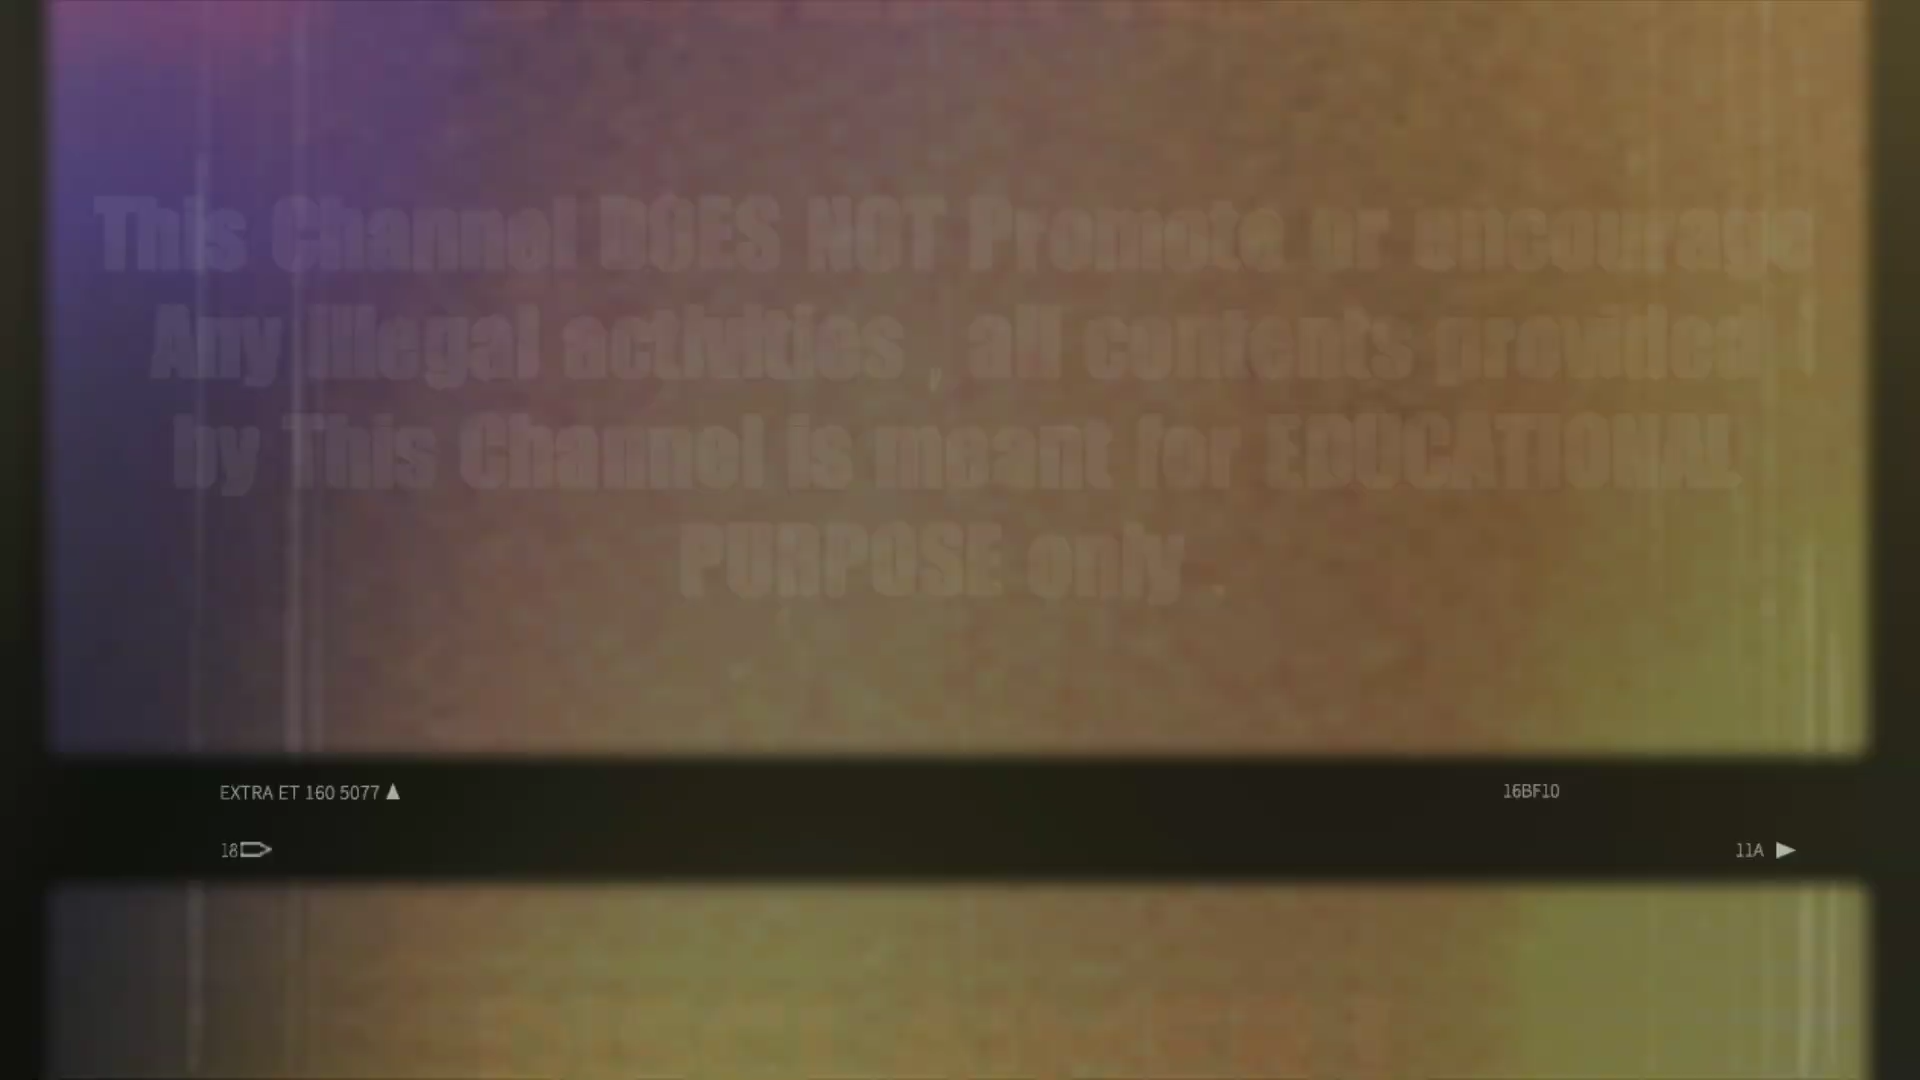 This Channel DOES NOT Promote or encourage
Any illegal activities , all contents provided
by This Channel is meant for EDUCATIONAL
PURPOSE only .
EXTRA ET 160 5077 ▲
16BF10
18
11A ▶